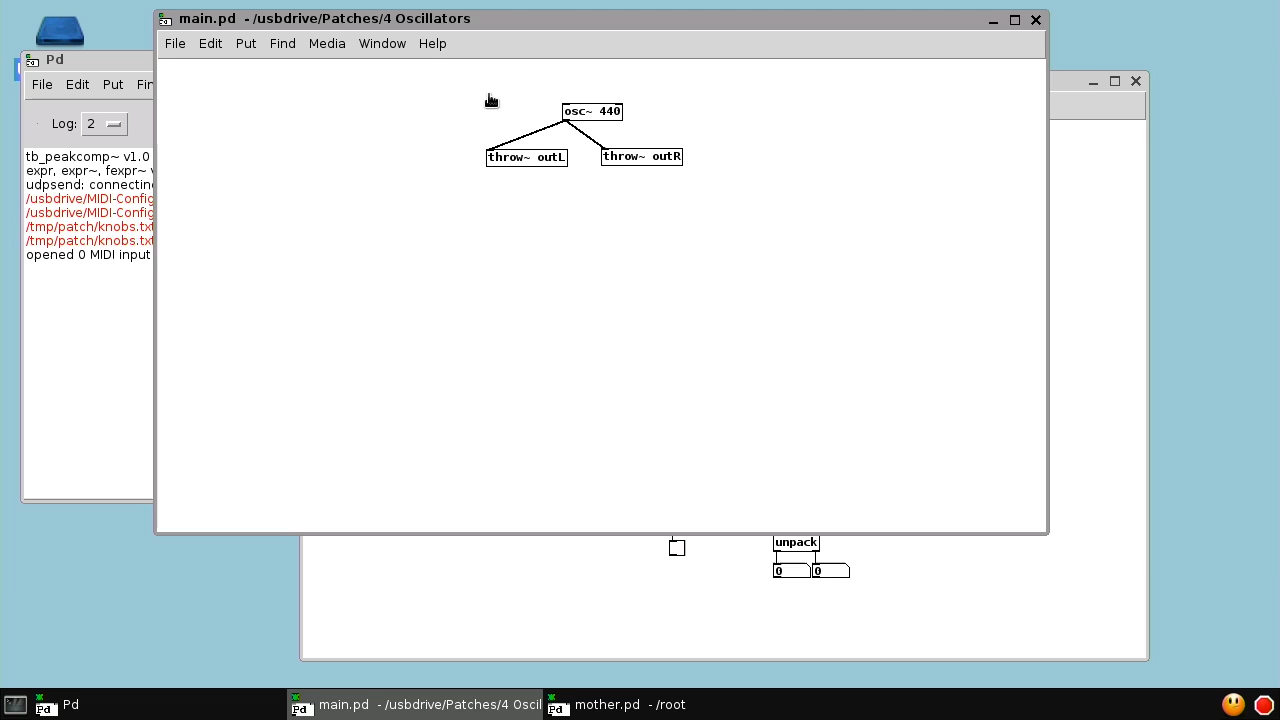 main.pd - /usbdrive/Patches/4 Oscillators
File Edit Put Find Media Window Help
osc~ 440
throw~ outL
throw~ outR
Pd
File Edit Put
Log: 2
tb_peakcomp~ v1.0
expr, expr~, fexpr~
udpsend:
/usbdrive/MIDI-Config
/usbdrive/MIDI-Config
/tmp/patch/knobs.txt
/tmp/patch/knobs.txt
opened 0 MIDI input
unpack
0 0
Pd
main.pd - /usbdrive/Patches/4 Oscil
mother.pd - /root